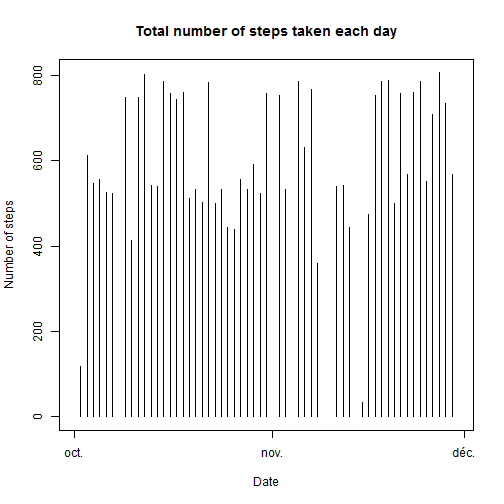 Total number of steps taken each day
Number of steps
800
600
400
200
0
oct.
nov.
déc.
Date